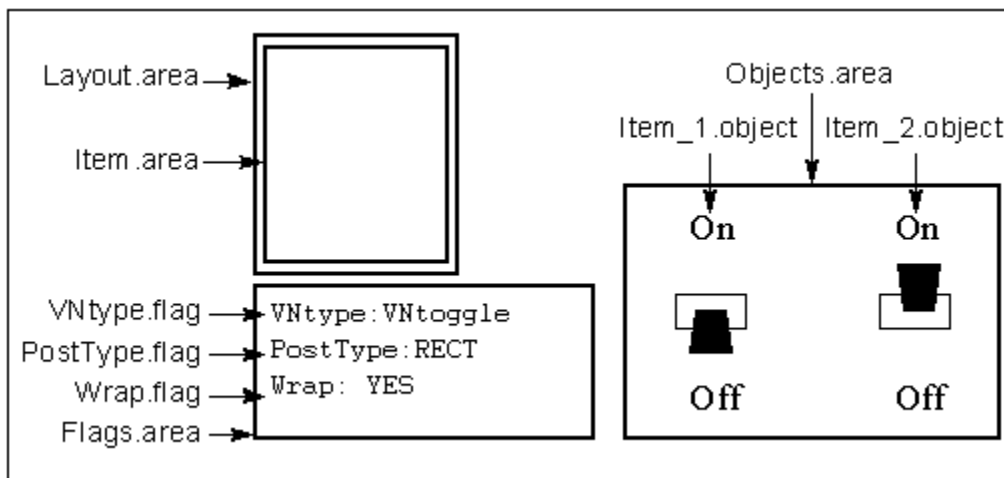 Layout.area
Item.area
Objects.area
Item_1.object
Item_2.object
On
On
Off
Off
VNtype.flag
PostType.flag
Wrap.flag
Flags.area
VNtype:VNtoggle
PostType:RECT
Wrap: YES